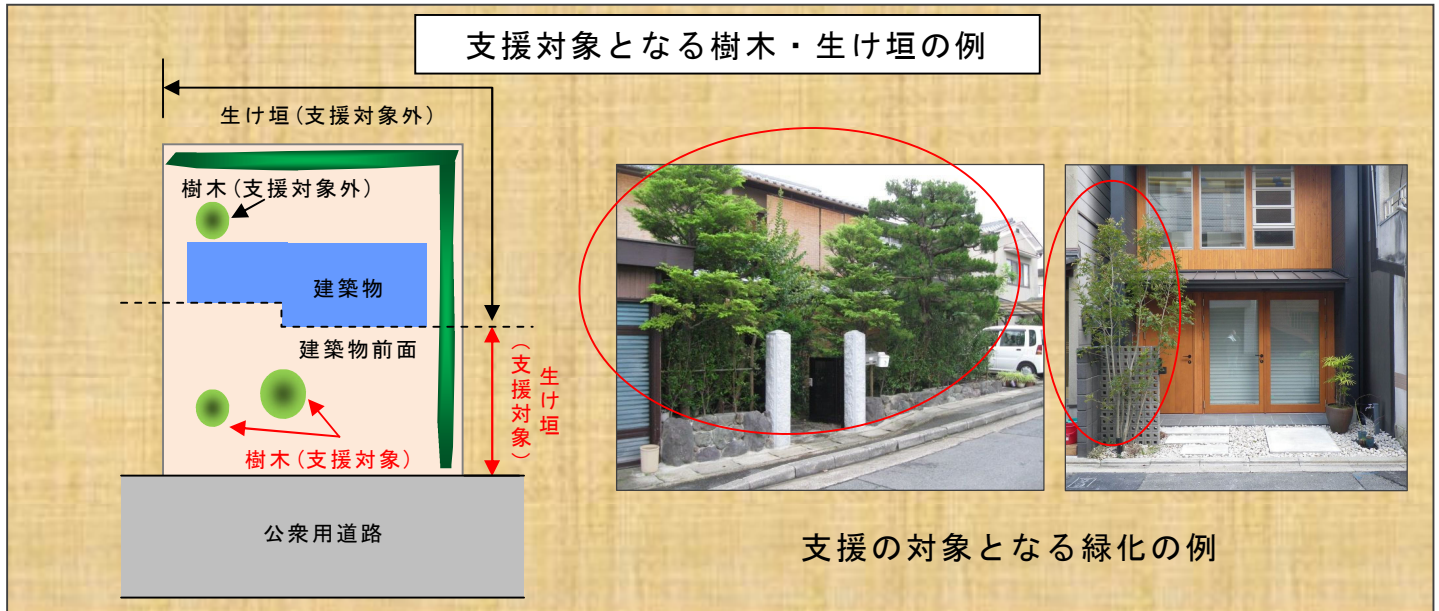 支援対象となる樹木・生け垣の例
生け垣(支援対象外)
樹木(支援対象外)
建築物
建築物前面
生け垣
(支援対象)
樹木(支援対象)
公衆用道路
支援の対象となる緑化の例